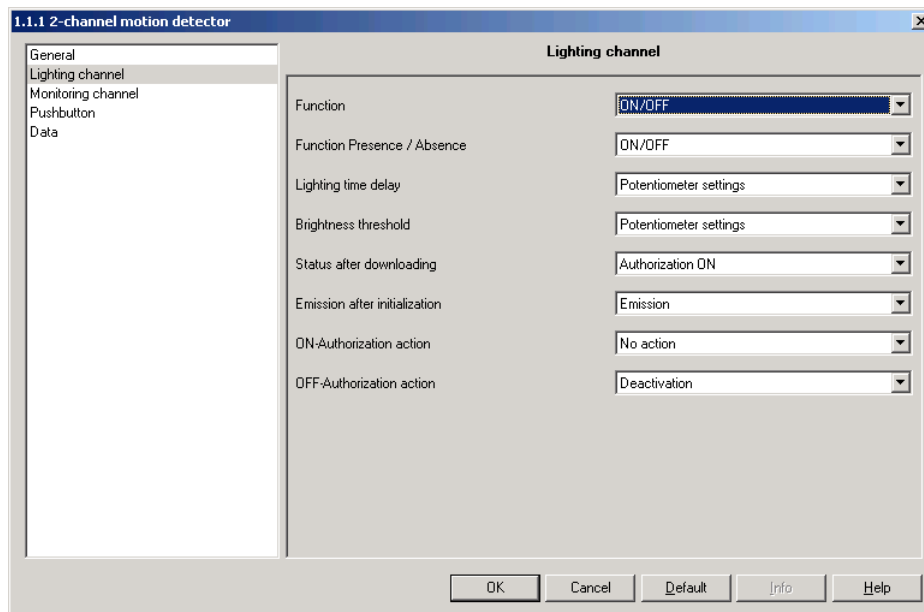 1.1.1 2-channel motion detector
General
Lighting channel
Monitoring channel
Pushbutton
Data
Lighting channel
Function ON/OFF
Function Presence / Absence ON/OFF
Lighting time delay Potentiometer settings
Brightness threshold Potentiometer settings
Status after downloading Authorization ON
Emission after initialization Emission
ON-Authorization action No action
OFF-Authorization action Deactivation
OK Cancel Default Info Help